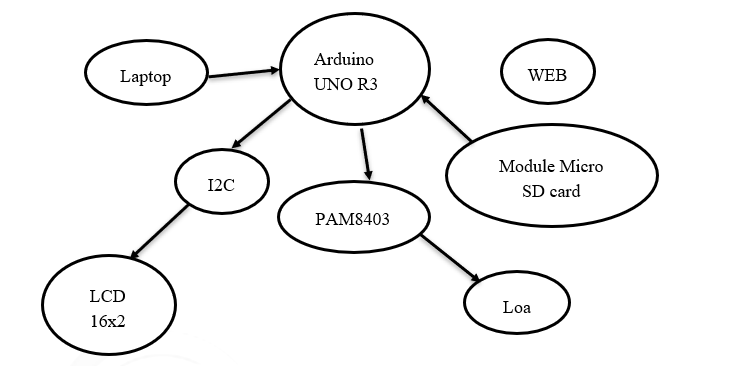 Arduino
UNO R3
Laptop
WEB
Module Micro
SD card
I2C
PAM8403
LCD
16x2
Loa